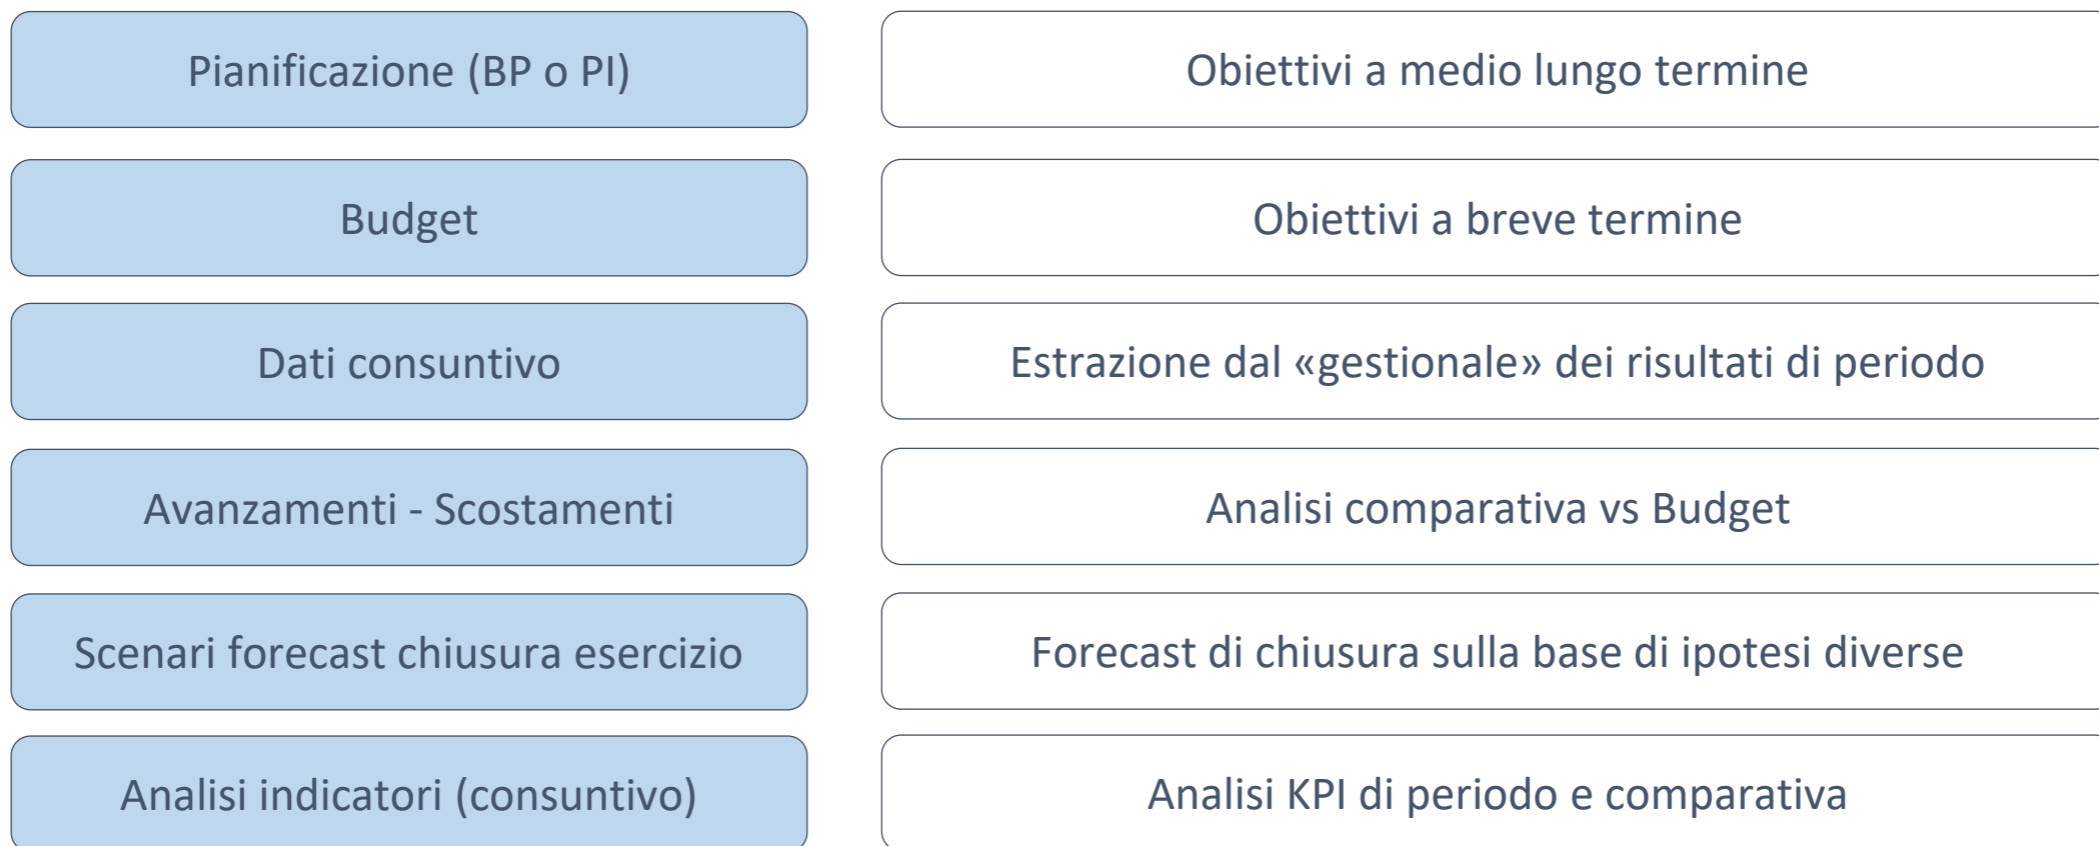 Pianificazione (BP o PI)
Obiettivi a medio lungo termine
Budget
Obiettivi a breve termine
Dati consuntivo
Estrazione dal «gestionale» dei risultati di periodo
Avanzamenti - Scostamenti
Analisi comparativa vs Budget
Scenari forecast chiusura esercizio
Forecast di chiusura sulla base di ipotesi diverse
Analisi indicatori (consuntivo)
Analisi KPI di periodo e comparativa